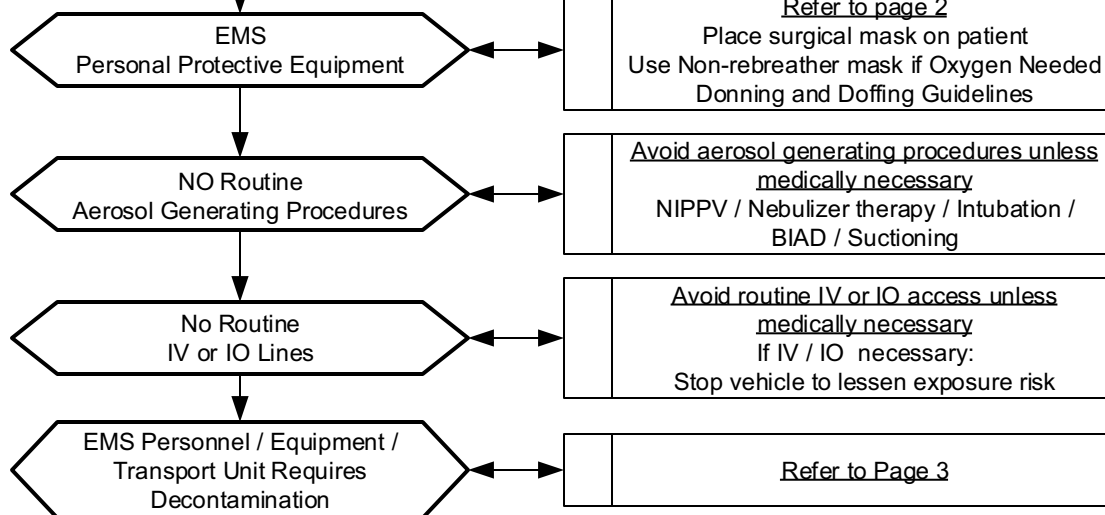 EMS
Personal Protective Equipment
Refer to page 2
Place surgical mask on patient
Use Non-rebreather mask if Oxygen Needed
Donning and Doffing Guidelines
NO Routine
Aerosol Generating Procedures
Avoid aerosol generating procedures unless
medically necessary
NIPPV / Nebulizer therapy / Intubation /
BIAD / Suctioning
No Routine
IV or IO Lines
Avoid routine IV or IO access unless
medically necessary
If IV / IO  necessary:
Stop vehicle to lessen exposure risk
EMS Personnel / Equipment /
Transport Unit Requires
Decontamination
Refer to Page 3